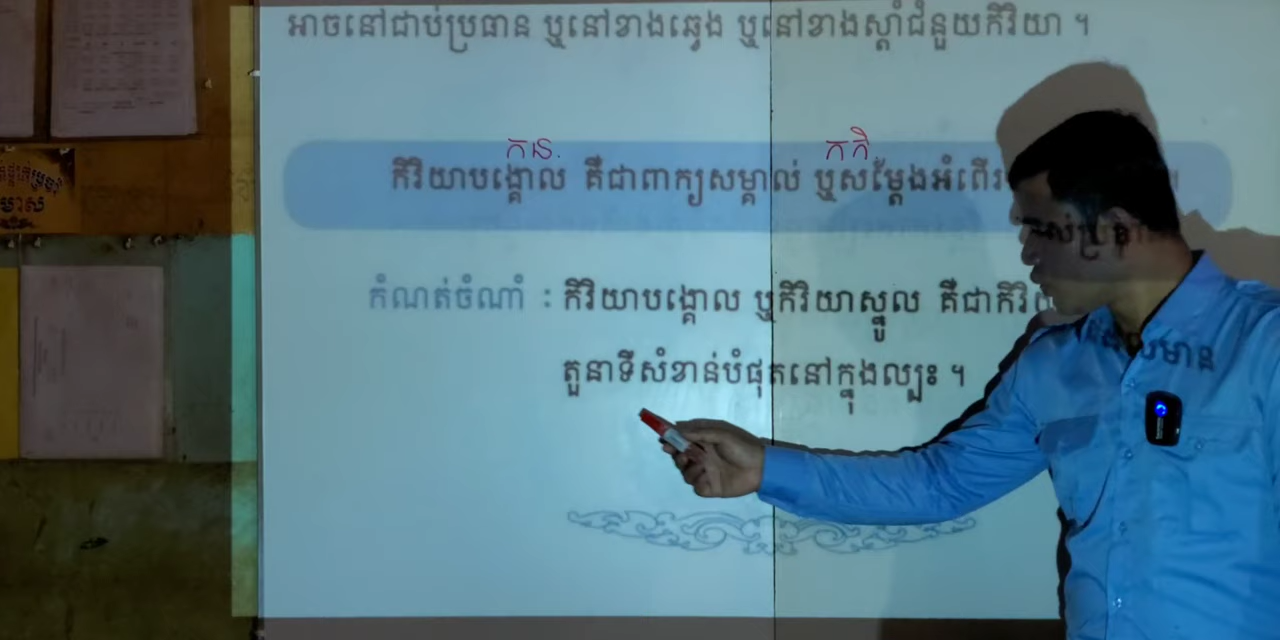 អាចនៅជាប់ប្រធាន ឬនៅខាងឆ្វេង ឬនៅខាងស្ដាំជំនួយកិរិយា ។
កន. កកិ
កិរិយាបង្គោល គឺជាពាក្យសម្គាល់ ឬសម្ដែងអំពើរ
កំណត់ចំណាំ : កិរិយាបង្គោល ឬកិរិយាស្នូល គឺជាកិរិយ
តួនាទីសំខាន់បំផុតនៅក្នុងល្បះ ។